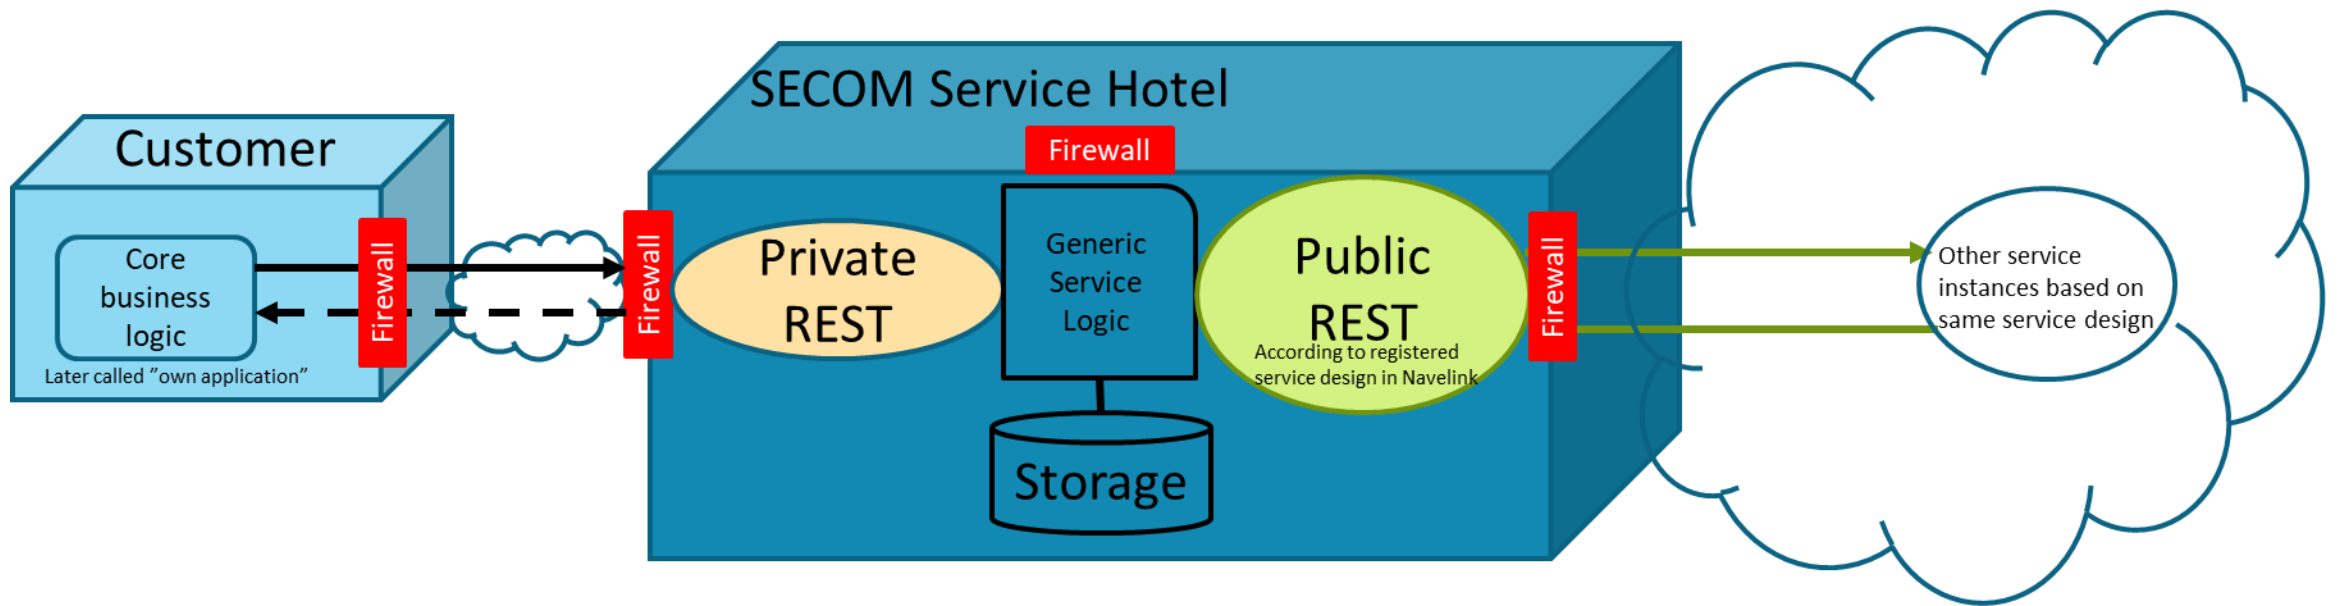 SECOM Service Hotel
Customer
Firewall
Core
business
logic
Later called ”own application”
Firewall
Firewall
Private
REST
Generic
Service
Logic
Storage
Public
REST
According to registered
service design in Navelink
Firewall
Other service
instances based on
same service design